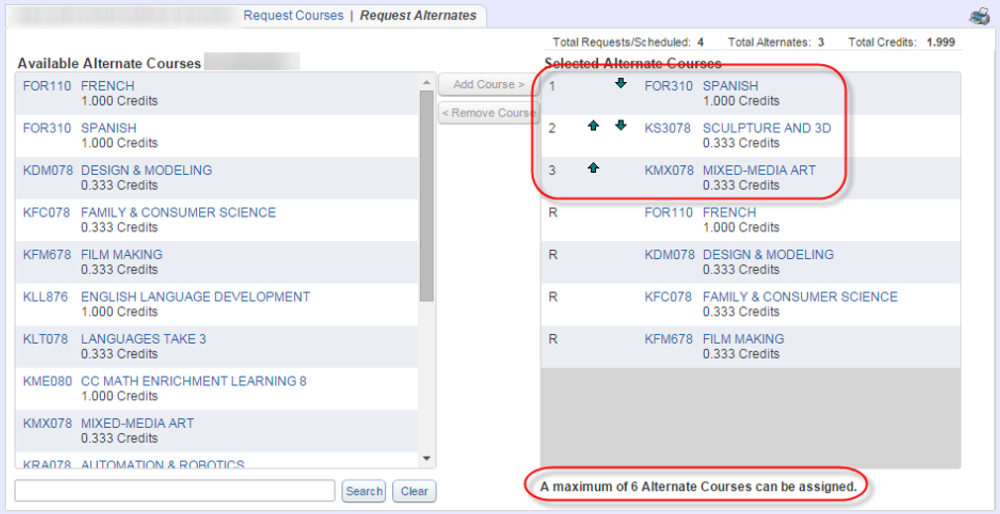 Request Courses | Request Alternates
Total Requests/Scheduled: 4 Total Alternates: 3 Total Credits: 1.999
Available Alternate Courses
FOR110 FRENCH
1.000 Credits
FOR310 SPANISH
1.000 Credits
KDM078 DESIGN & MODELING
0.333 Credits
KFC078 FAMILY & CONSUMER SCIENCE
0.333 Credits
KFM678 FILM MAKING
0.333 Credits
KLL876 ENGLISH LANGUAGE DEVELOPMENT
1.000 Credits
KLT078 LANGUAGES TAKE 3
0.333 Credits
KME080 CC MATH ENRICHMENT LEARNING 8
1.000 Credits
KMX078 MIXED-MEDIA ART
0.333 Credits
KRA078 AUTOMATION & ROBOTICS
Search Clear
Add Course >
< Remove Course
Selected Alternate Courses
1 FOR310 SPANISH
1.000 Credits
2 KS3078 SCULPTURE AND 3D
0.333 Credits
3 KMX078 MIXED-MEDIA ART
0.333 Credits
R FOR110 FRENCH
1.000 Credits
R KDM078 DESIGN & MODELING
0.333 Credits
R KFC078 FAMILY & CONSUMER SCIENCE
0.333 Credits
R KFM678 FILM MAKING
0.333 Credits
A maximum of 6 Alternate Courses can be assigned.